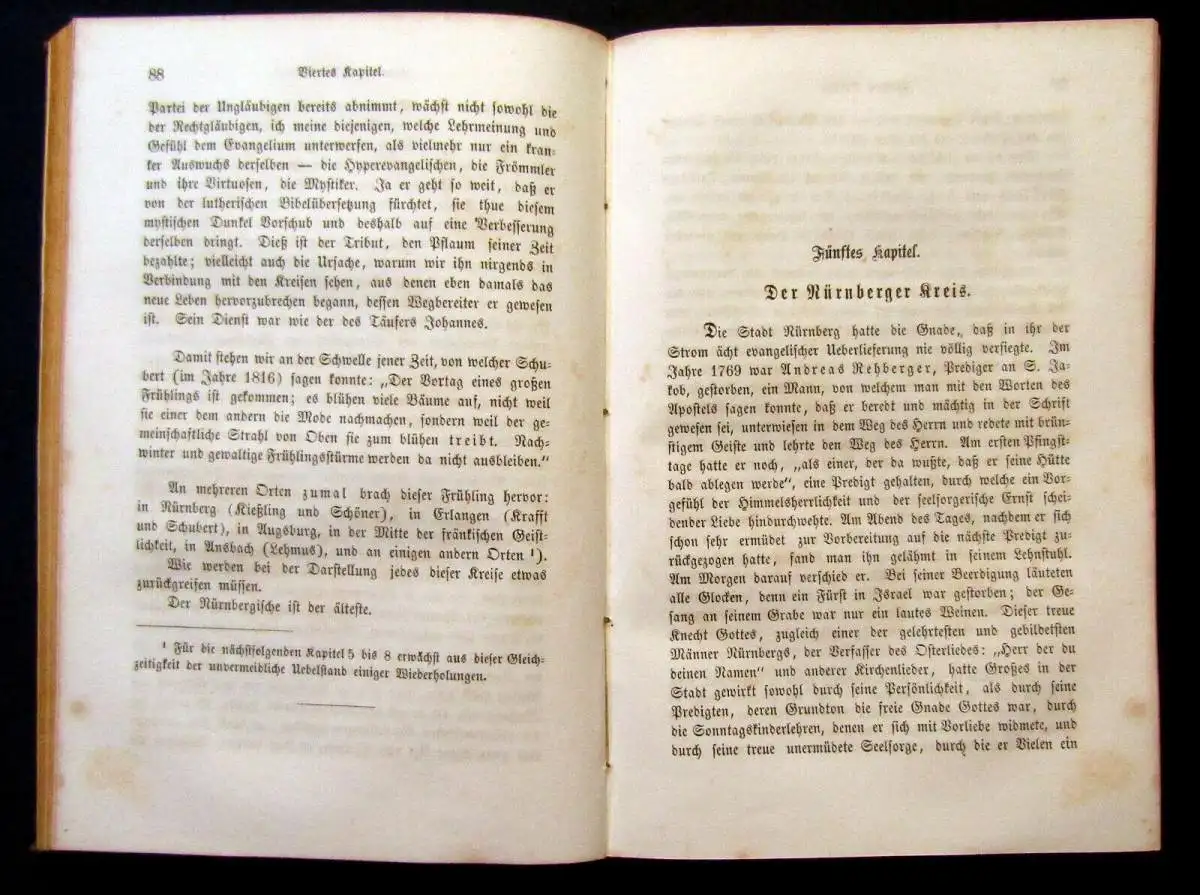 88
Viertes Kapitel.
Partei der Ungläubigen bereits abnimmt, wächst nicht sowohl die
der Rechtgläubigen, ich meine diejenigen, welche Lehrmeinung und
Gefühl dem Evangelium unterwerfen, als vielmehr nur ein kran-
ker Auswuchs derselben — die Hyperevangelischen, die Frömmler
und ihre Virtuosen, die Mystiker. Ja er geht so weit, daß er
von der lutherischen Bibelübersetzung fürchtet, sie thue diesem
mystischen Dunkel Vorschub und deshalb auf eine Verbesserung
derselben dringt. Dieß ist der Tribut, den Pflaum seiner Zeit
bezahlte; vielleicht auch die Ursache, warum wir ihn nirgends in
Verbindung mit den Kreisen sehen, aus denen eben damals das
neue Leben hervorzubrechen begann, dessen Wegbereiter er gewesen
ist. Sein Dienst war wie der des Täufers Johannes.
Damit stehen wir an der Schwelle jener Zeit, von welcher Schu-
bert (im Jahre 1816) sagen konnte: „Der Vortag eines großen
Frühlings ist gekommen; es blühen viele Bäume auf, nicht weil
sie einer dem andern die Mode nachmachen, sondern weil der ge-
meinschaftliche Strahl von Oben sie zum blühen treibt. Nach-
winter und gewaltige Frühlingsstürme werden da nicht ausbleiben.“
An mehreren Orten zumal brach dieser Frühling hervor:
in Nürnberg (Kießling und Schöner), in Erlangen (Krafft
und Schubert), in Augsburg, in der Mitte der fränkischen Geist-
lichkeit, in Ansbach (Lehmus), und an einigen andern Orten ¹).
Wie werden bei der Darstellung jedes dieser Kreise etwas
zurückgreifen müssen.
Der Nürnbergische ist der älteste.
¹ Für die nächstfolgenden Kapitel 5 bis 8 erwächst aus dieser Gleich-
zeitigkeit der unvermeidliche Uebelstand einiger Wiederholungen.
Fünftes Kapitel.
Der Nürnberger Kreis.
Die Stadt Nürnberg hatte die Gnade, daß in ihr der
Strom ächt evangelischer Ueberlieferung nie völlig versiegte. Im
Jahre 1769 war Andreas Rehberger, Prediger an S. Ja-
kob, gestorben, ein Mann, von welchem man mit den Worten des
Apostels sagen konnte, daß er beredt und mächtig in der Schrift
gewesen sei, unterwiesen in dem Weg des Herrn und redete mit brün-
stigem Geiste und lehrte den Weg des Herrn. Am ersten Pfingst-
tage hatte er noch, „als einer, der da wußte, daß er seine Hütte
bald ablegen werde“, eine Predigt gehalten, durch welche ein Vor-
gefühl der Himmelsherrlichkeit und der seelsorgerische Ernst schei-
dender Liebe hindurchwehte. Am Abend des Tages, nachdem er sich
schon sehr ermüdet zur Vorbereitung auf die nächste Predigt zu-
rückgezogen hatte, fand man ihn gelähmt in seinem Lehnstuhl.
Am Morgen darauf verschied er. Bei seiner Beerdigung läuteten
alle Glocken, denn ein Fürst in Israel war gestorben; der Ge-
sang an seinem Grabe war nur ein lautes Weinen. Dieser treue
Knecht Gottes, zugleich einer der gelehrtesten und gebildetsten
Männer Nürnbergs, der Verfasser des Osterliedes: „Herr der du
deinen Namen“ und anderer Kirchenlieder, hatte Großes in der
Stadt gewirkt sowohl durch seine Persönlichkeit, als durch seine
Predigten, deren Grundton die freie Gnade Gottes war, durch
die Sonntagskinderlehren, denen er sich mit Vorliebe widmete, und
durch seine treue unermüdete Seelsorge, durch die er Vielen ein